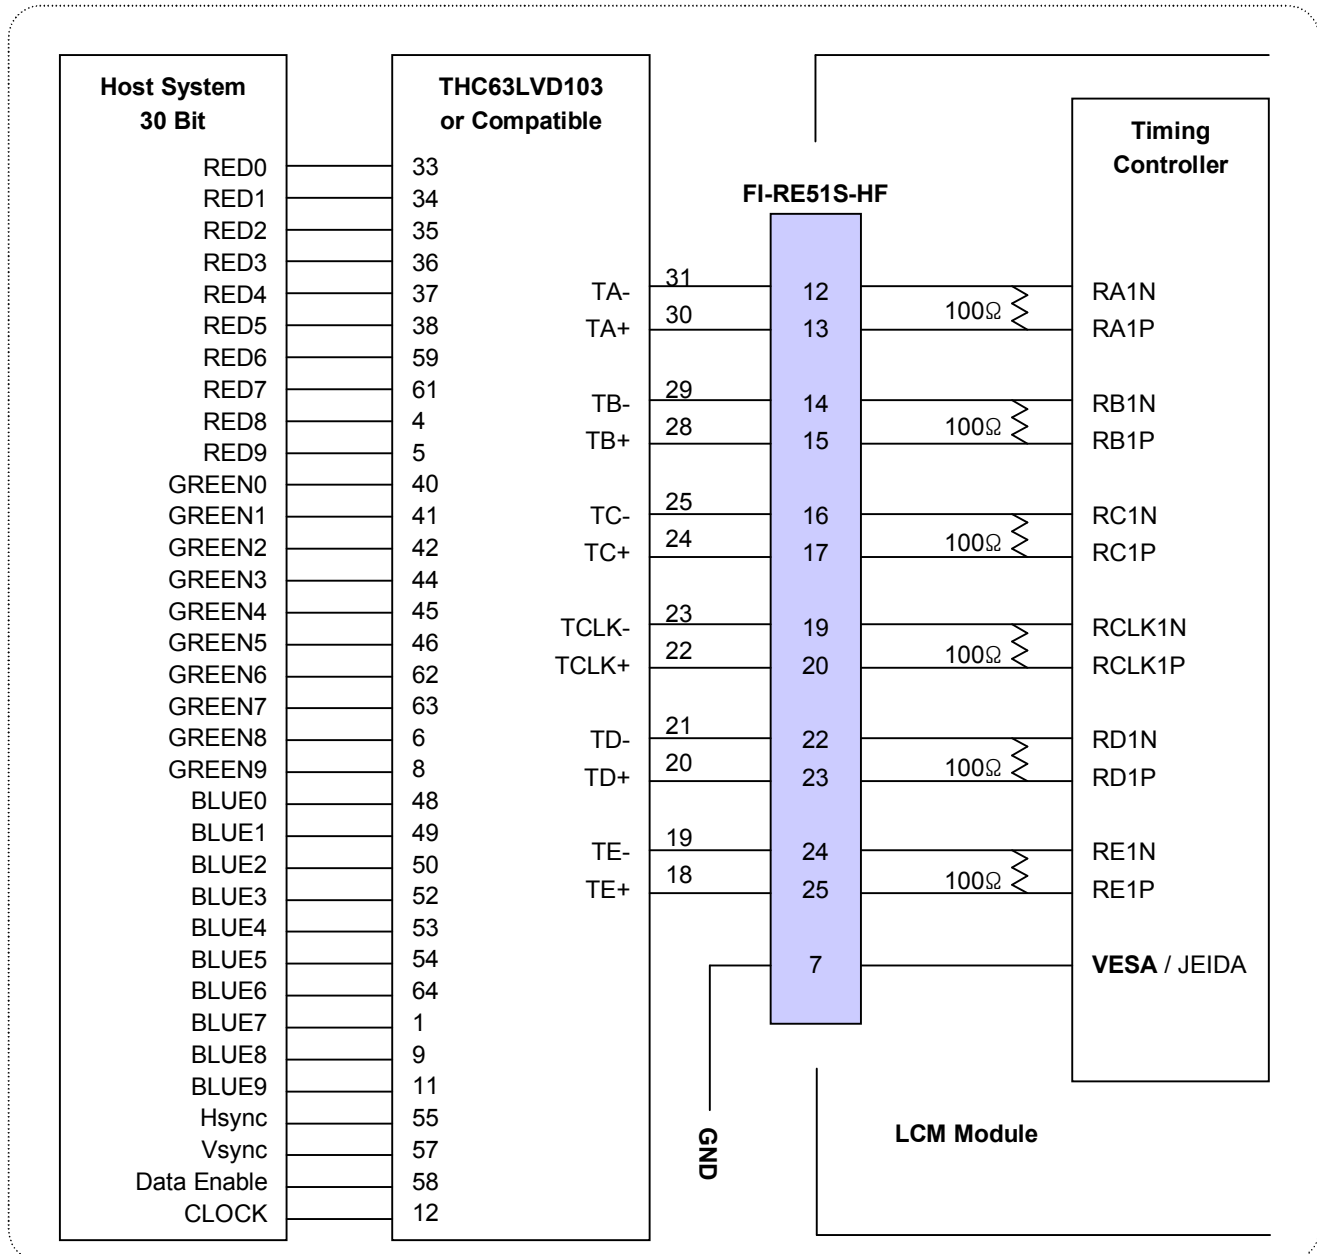 Host System
30 Bit
RED0
RED1
RED2
RED3
RED4
RED5
RED6
RED7
RED8
RED9
GREEN0
GREEN1
GREEN2
GREEN3
GREEN4
GREEN5
GREEN6
GREEN7
GREEN8
GREEN9
BLUE0
BLUE1
BLUE2
BLUE3
BLUE4
BLUE5
BLUE6
BLUE7
BLUE8
BLUE9
Hsync
Vsync
Data Enable
CLOCK
THC63LVD103
or Compatible
33
34
35
36
37
38
59
61
4
5
40
41
42
44
45
46
62
63
6
8
48
49
50
52
53
54
64
1
9
11
55
57
58
12
TA-
TA+
TB-
TB+
TC-
TC+
TCLK-
TCLK+
TD-
TD+
TE-
TE+
31
30
29
28
25
24
23
22
21
20
19
18
FI-RE51S-HF
12
13
14
15
16
17
19
20
22
23
24
25
7
GND
100Ω
100Ω
100Ω
100Ω
100Ω
100Ω
Timing
Controller
RA1N
RA1P
RB1N
RB1P
RC1N
RC1P
RCLK1N
RCLK1P
RD1N
RD1P
RE1N
RE1P
VESA / JEIDA
LCM Module